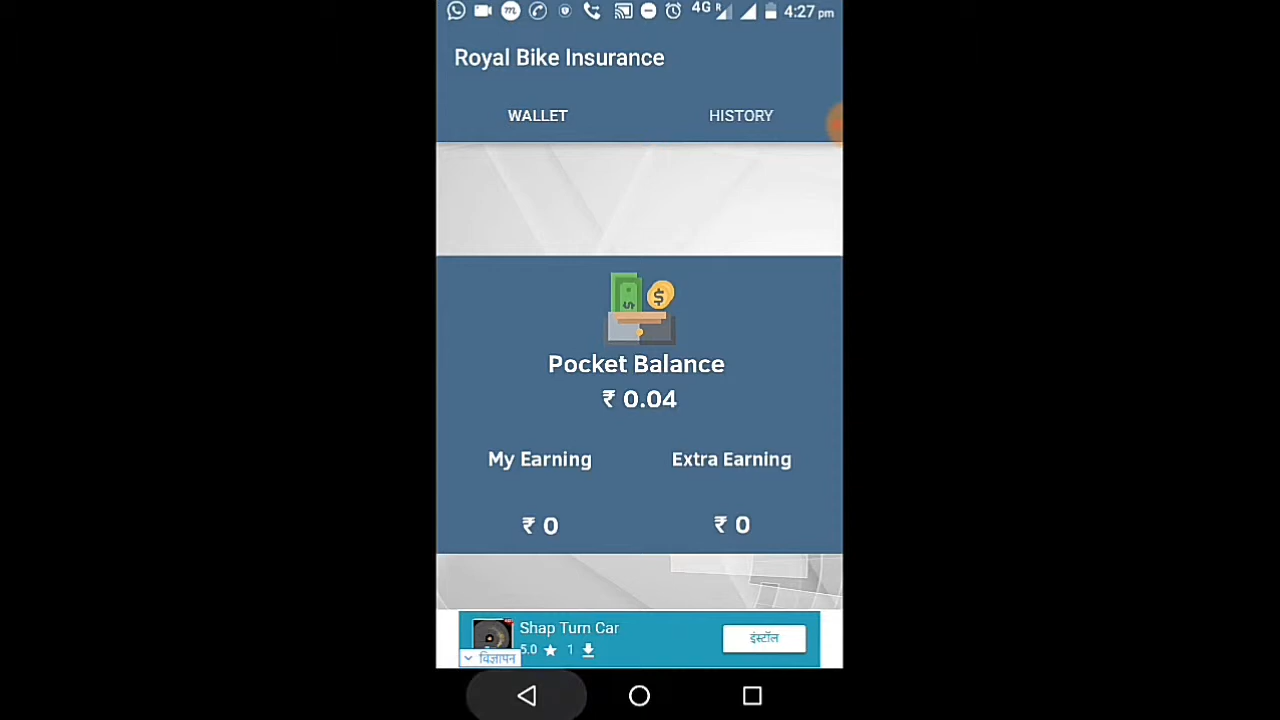 4G R 4:27 pm
Royal Bike Insurance
WALLET HISTORY
Pocket Balance
₹ 0.04
My Earning Extra Earning
₹ 0 ₹ 0
Shap Turn Car
इंस्टॉल
5.0 ★ 1
विज्ञापन